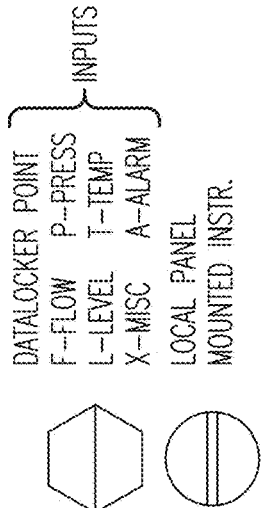 DATALOCKER POINT
F-FLOW P-PRESS
L-LEVEL T-TEMP
X-MISC A-ALARM
INPUTS
LOCAL PANEL
MOUNTED INSTR.